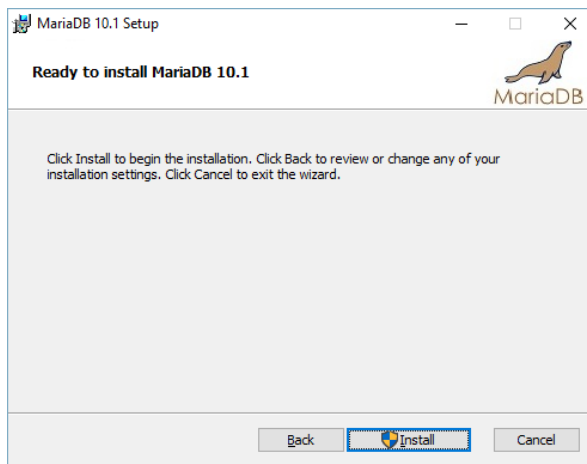 MariaDB 10.1 Setup
Ready to install MariaDB 10.1
MariaDB
Click Install to begin the installation. Click Back to review or change any of your
installation settings. Click Cancel to exit the wizard.
Back Install Cancel